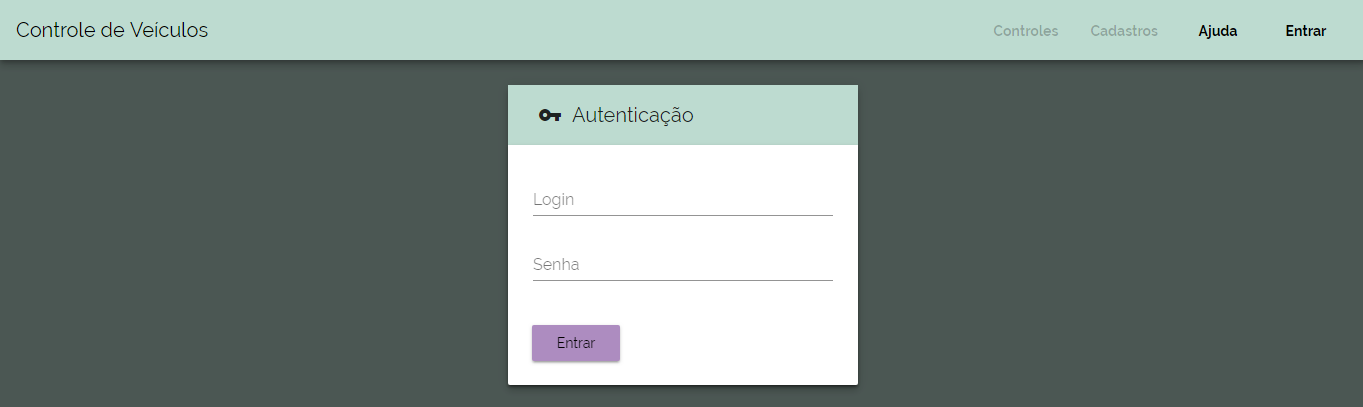 Controle de Veículos Controles Cadastros Ajuda Entrar
Autenticação
Login
Senha
Entrar